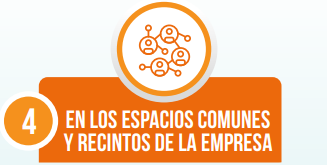 4
EN LOS ESPACIOS COMUNES
Y RECINTOS DE LA EMPRESA